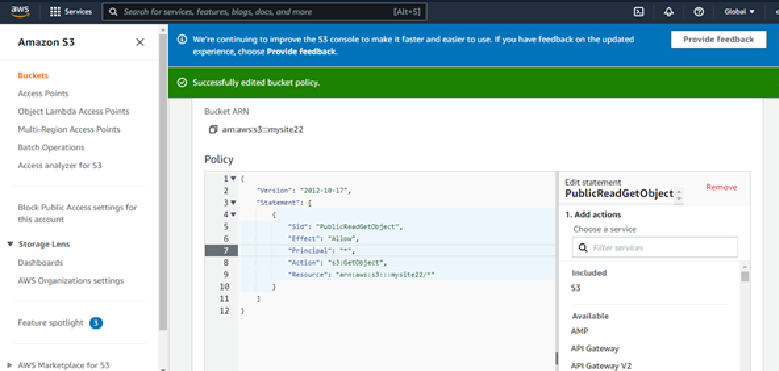 aws
Services
Search for services, features, blogs, docs, and more
[Alt+S]
Global
Amazon S3
We're continuing to improve the S3 console to make it faster and easier to use. If you have feedback on the updated
experience, choose Provide feedback.
Provide feedback
Successfully edited bucket policy.
Buckets
Access Points
Object Lambda Access Points
Multi-Region Access Points
Batch Operations
Access analyzer for S3
Block Public Access settings for
this account
Storage Lens
Dashboards
AWS Organizations settings
Feature spotlight 3
AWS Marketplace for S3
Bucket ARN
arn:aws:s3:::mysite22
Policy
1 {
2 "Version": "2012-10-17",
3 "Statement": [
4 {
5 "Sid": "PublicReadGetObject",
6 "Effect": "Allow",
7 "Principal": "*",
8 "Action": "s3:GetObject",
9 "Resource": "arn:aws:s3:::mysite22/*"
10 }
11 ]
12 }
Edit statement
PublicReadGetObject
Remove
1. Add actions
Choose a service
Filter services
Included
S3
Available
AMP
API Gateway
API Gateway V2